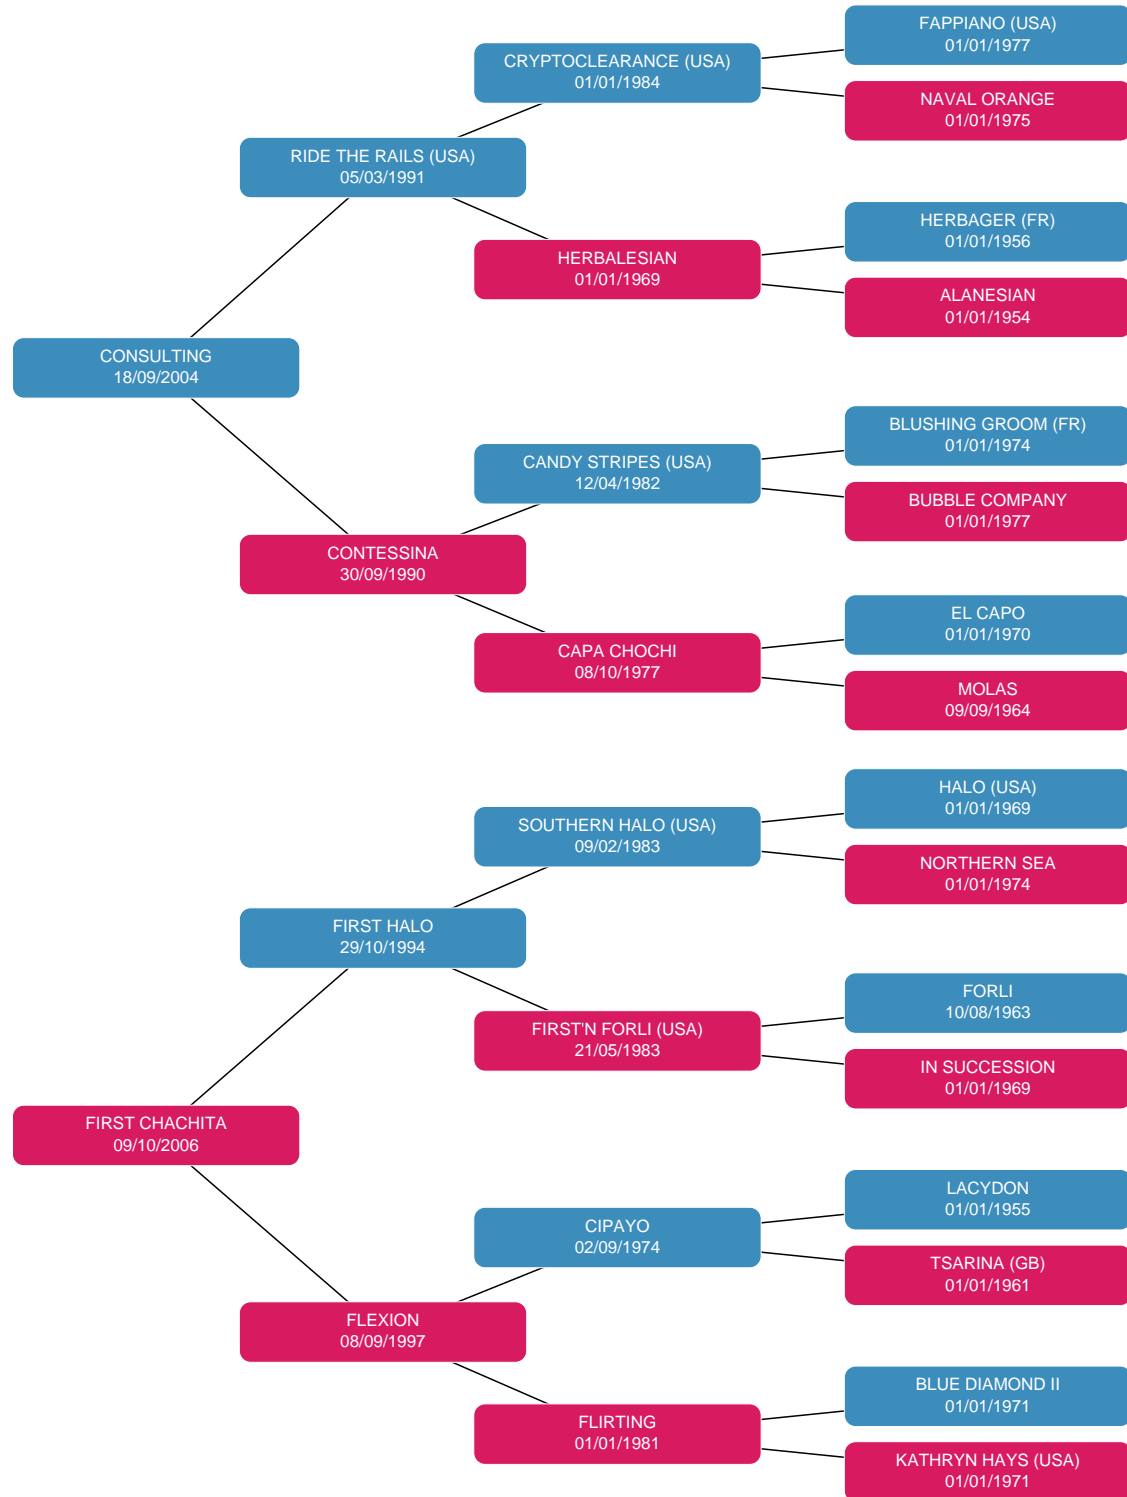 FAPPIANO (USA)
01/01/1977
CRYPTOCLEARANCE (USA)
01/01/1984
NAVAL ORANGE
01/01/1975
RIDE THE RAILS (USA)
05/03/1991
HERBAGER (FR)
01/01/1956
HERBALESIAN
01/01/1969
ALANESIAN
01/01/1954
CONSULTING
18/09/2004
BLUSHING GROOM (FR)
01/01/1974
CANDY STRIPES (USA)
12/04/1982
BUBBLE COMPANY
01/01/1977
CONTESSINA
30/09/1990
EL CAPO
01/01/1970
CAPA CHOCHI
08/10/1977
MOLAS
09/09/1964
HALO (USA)
01/01/1969
SOUTHERN HALO (USA)
09/02/1983
NORTHERN SEA
01/01/1974
FIRST HALO
29/10/1994
FORLI
10/08/1963
FIRST'N FORLI (USA)
21/05/1983
IN SUCCESSION
01/01/1969
FIRST CHACHITA
09/10/2006
LACYDON
01/01/1955
CIPAYO
02/09/1974
TSARINA (GB)
01/01/1961
FLEXION
08/09/1997
BLUE DIAMOND II
01/01/1971
FLIRTING
01/01/1981
KATHRYN HAYS (USA)
01/01/1971